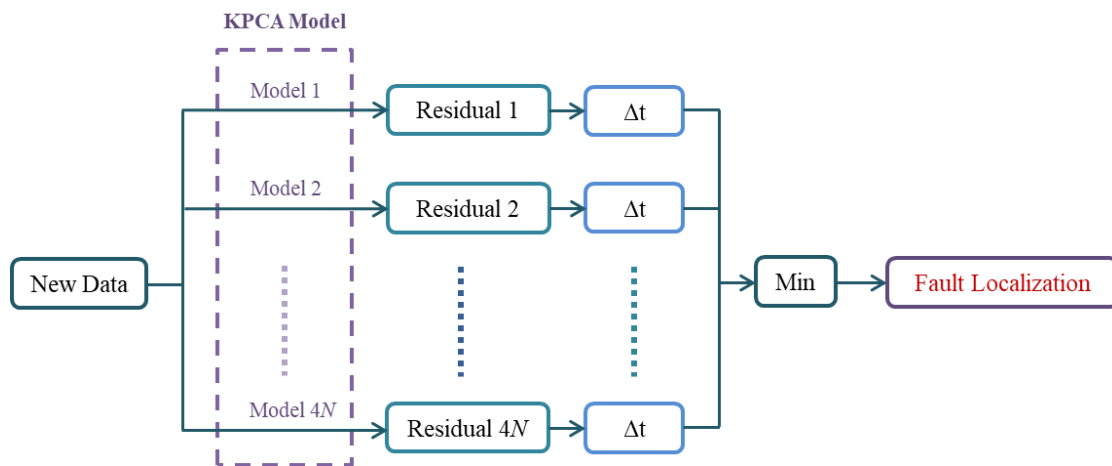 KPCA Model
Model 1
Residual 1
Δt
Model 2
Residual 2
Δt
New Data
Min
Fault Localization
Model 4N
Residual 4N
Δt